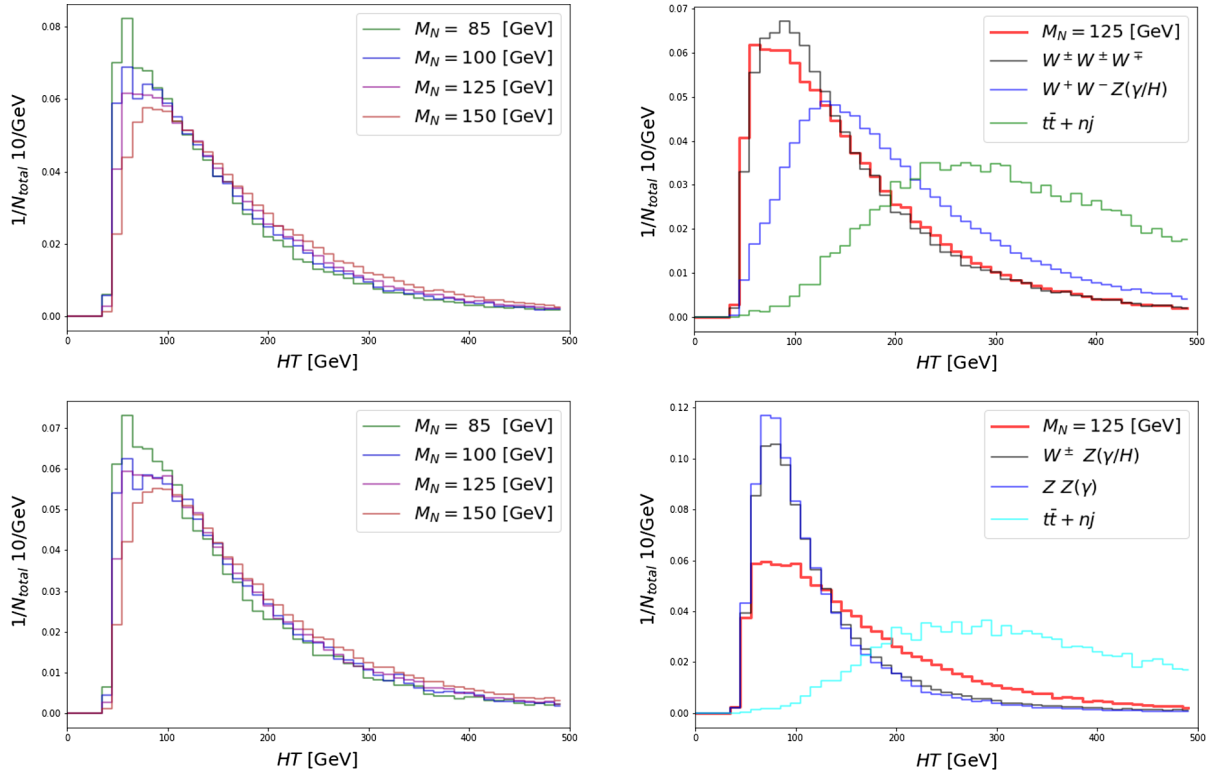 M_N = 85 [GeV]
M_N = 100 [GeV]
M_N = 125 [GeV]
M_N = 150 [GeV]
1/N_total 10/GeV
0.08
0.06
0.04
0.02
0.00
0 100 200 300 400 500
HT [GeV]
M_N = 125 [GeV]
W^± W^± W^∓
W^+ W^- Z(γ/H)
tt̄ + nj
1/N_total 10/GeV
0.07
0.06
0.05
0.04
0.03
0.02
0.01
0.00
0 100 200 300 400 500
HT [GeV]
M_N = 85 [GeV]
M_N = 100 [GeV]
M_N = 125 [GeV]
M_N = 150 [GeV]
1/N_total 10/GeV
0.07
0.06
0.05
0.04
0.03
0.02
0.01
0.00
0 100 200 300 400 500
HT [GeV]
M_N = 125 [GeV]
W^± Z(γ/H)
Z Z(γ)
tt̄ + nj
1/N_total 10/GeV
0.12
0.10
0.08
0.06
0.04
0.02
0.00
0 100 200 300 400 500
HT [GeV]